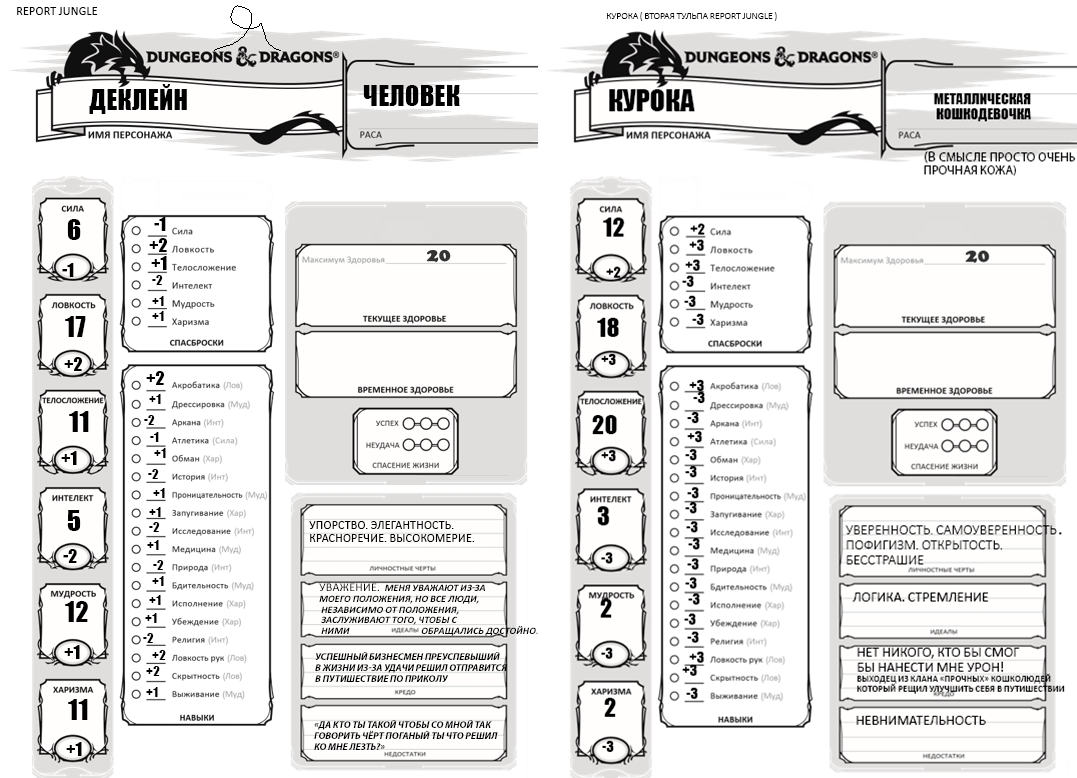 REPORT JUNGLE
DUNGEONS & DRAGONS®
ДЕКЛЕЙН
ЧЕЛОВЕК
ИМЯ ПЕРСОНАЖА
РАСА
СИЛА
6
-1
ЛОВКОСТЬ
17
+2
ТЕЛОСЛОЖЕНИЕ
11
+1
ИНТЕЛЕКТ
5
-2
МУДРОСТЬ
12
+1
ХАРИЗМА
11
+1
-1 Сила
+2 Ловкость
+1 Телосложение
-2 Интелект
+1 Мудрость
+1 Харизма
СПАСБРОСКИ
+2 Акробатика (Лов)
+1 Дрессировка (Муд)
-2 Аркана (Инт)
-1 Атлетика (Сила)
+1 Обман (Хар)
-2 История (Инт)
+1 Проницательность (Муд)
+1 Запугивание (Хар)
-2 Исследование (Инт)
+1 Медицина (Муд)
-2 Природа (Инт)
+1 Бдительность (Муд)
+1 Исполнение (Хар)
+1 Убеждение (Хар)
-2 Религия (Инт)
+2 Ловкость рук (Лов)
+2 Скрытность (Лов)
+1 Выживание (Муд)
НАВЫКИ
Максимум Здоровья 20
ТЕКУЩЕЕ ЗДОРОВЬЕ
ВРЕМЕННОЕ ЗДОРОВЬЕ
УСПЕХ
НЕУДАЧА
СПАСЕНИЕ ЖИЗНИ
УПОРСТВО. ЭЛЕГАНТНОСТЬ.
КРАСНОРЕЧИЕ. ВЫСОКОМЕРИЕ.
ЛИЧНОСТНЫЕ ЧЕРТЫ
УВАЖЕНИЕ. МЕНЯ УВАЖАЮТ ИЗ-ЗА
МОЕГО ПОЛОЖЕНИЯ, НО ВСЕ ЛЮДИ,
НЕЗАВИСИМО ОТ ПОЛОЖЕНИЯ,
ЗАСЛУЖИВАЮТ ТОГО, ЧТОБЫ С
НИМИ ОБРАЩАЛИСЬ ДОСТОЙНО.
ИДЕАЛЫ
УСПЕШНЫЙ БИЗНЕСМЕН ПРЕУСПЕВШИЙ
В ЖИЗНИ ИЗ-ЗА УДАЧИ РЕШИЛ ОТПРАВИТСЯ
В ПУТИШЕСТВИЕ ПО ПРИКОЛУ
КРЕДО
«ДА КТО ТЫ ТАКОЙ ЧТОБЫ СО МНОЙ ТАК
ГОВОРИТЬ ЧЁРТ ПОГАНЫЙ ТЫ ЧТО РЕШИЛ
КО МНЕ ЛЕЗТЬ?»
НЕДОСТАТКИ
КУРОКА ( ВТОРАЯ ТУЛЬПА REPORT JUNGLE )
DUNGEONS & DRAGONS®
КУРОКА
МЕТАЛЛИЧЕСКАЯ
КОШКОДЕВОЧКА
ИМЯ ПЕРСОНАЖА
РАСА
(В СМЫСЛЕ ПРОСТО ОЧЕНЬ
ПРОЧНАЯ КОЖА)
СИЛА
12
+2
ЛОВКОСТЬ
18
+3
ТЕЛОСЛОЖЕНИЕ
20
+3
ИНТЕЛЕКТ
3
-3
МУДРОСТЬ
2
-3
ХАРИЗМА
2
-3
+2 Сила
+3 Ловкость
+3 Телосложение
-3 Интелект
-3 Мудрость
-3 Харизма
СПАСБРОСКИ
+3 Акробатика (Лов)
-3 Дрессировка (Муд)
-3 Аркана (Инт)
+3 Атлетика (Сила)
-3 Обман (Хар)
-3 История (Инт)
-3 Проницательность (Муд)
-3 Запугивание (Хар)
-3 Исследование (Инт)
-3 Медицина (Муд)
-3 Природа (Инт)
-3 Бдительность (Муд)
-3 Исполнение (Хар)
-3 Убеждение (Хар)
-3 Религия (Инт)
+3 Ловкость рук (Лов)
+3 Скрытность (Лов)
-3 Выживание (Муд)
НАВЫКИ
Максимум Здоровья 20
ТЕКУЩЕЕ ЗДОРОВЬЕ
ВРЕМЕННОЕ ЗДОРОВЬЕ
УСПЕХ
НЕУДАЧА
СПАСЕНИЕ ЖИЗНИ
УВЕРЕННОСТЬ. САМОУВЕРЕННОСТЬ.
ПОФИГИЗМ. ОТКРЫТОСТЬ.
БЕССТРАШИЕ
ЛИЧНОСТНЫЕ ЧЕРТЫ
ЛОГИКА. СТРЕМЛЕНИЕ
ИДЕАЛЫ
НЕТ НИКОГО, КТО БЫ СМОГ
БЫ НАНЕСТИ МНЕ УРОН!
ВЫХОДЕЦ ИЗ КЛАНА «ПРОЧНЫХ» КОШКОЛЮДЕЙ
КОТОРЫЙ РЕЩИЛ УЛУЧШИТЬ СЕБЯ В ПУТИШЕСТВИИ
КРЕДО
НЕВНИМАТЕЛЬНОСТЬ
НЕДОСТАТКИ